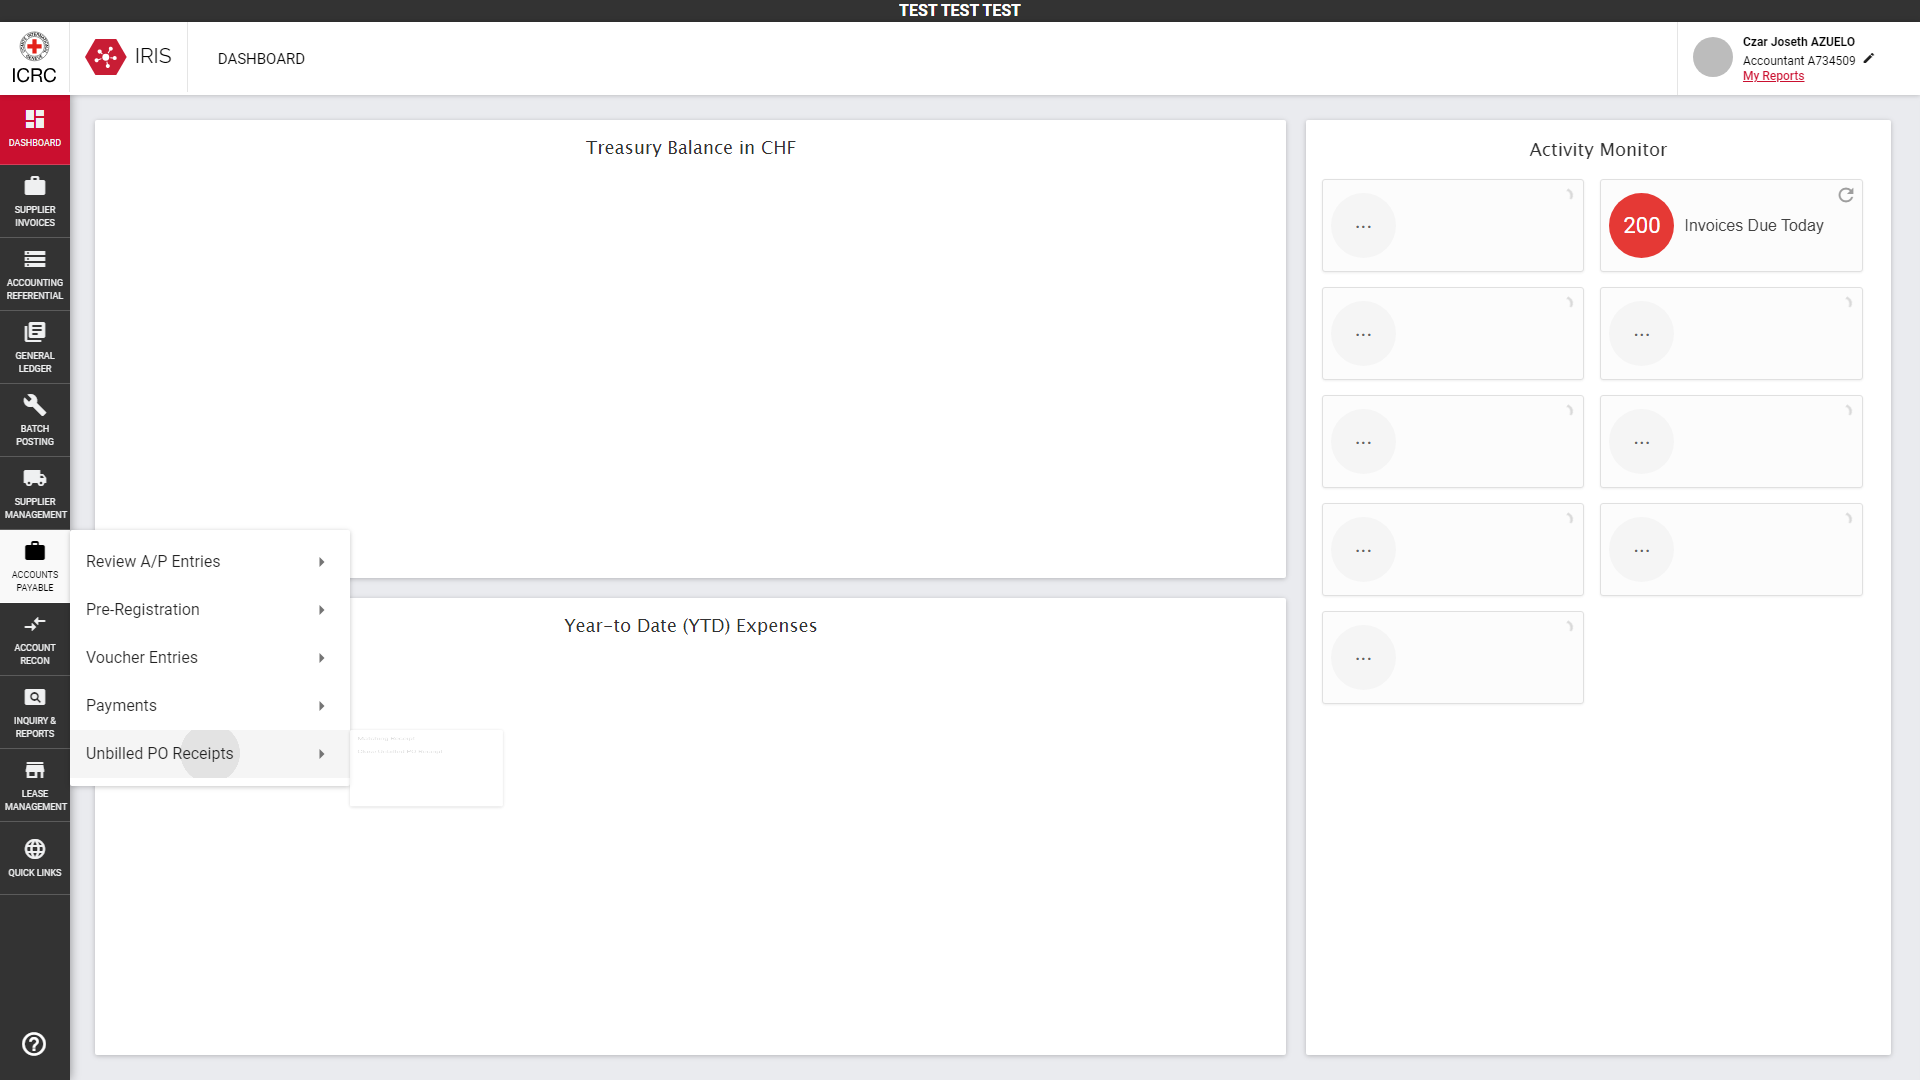 TEST TEST TEST
ICRC
IRIS
DASHBOARD
Czar Joseth AZUELO
Accountant A734509
My Reports
DASHBOARD
SUPPLIER
INVOICES
ACCOUNTING
REFERENTIAL
GENERAL
LEDGER
BATCH
POSTING
SUPPLIER
MANAGEMENT
ACCOUNTS
PAYABLE
ACCOUNT
RECON
INQUIRY &
REPORTS
LEASE
MANAGEMENT
QUICK LINKS
Review A/P Entries
Pre-Registration
Voucher Entries
Payments
Unbilled PO Receipts
Treasury Balance in CHF
Year-to Date (YTD) Expenses
Activity Monitor
...
200 Invoices Due Today
...
...
...
...
...
...
...